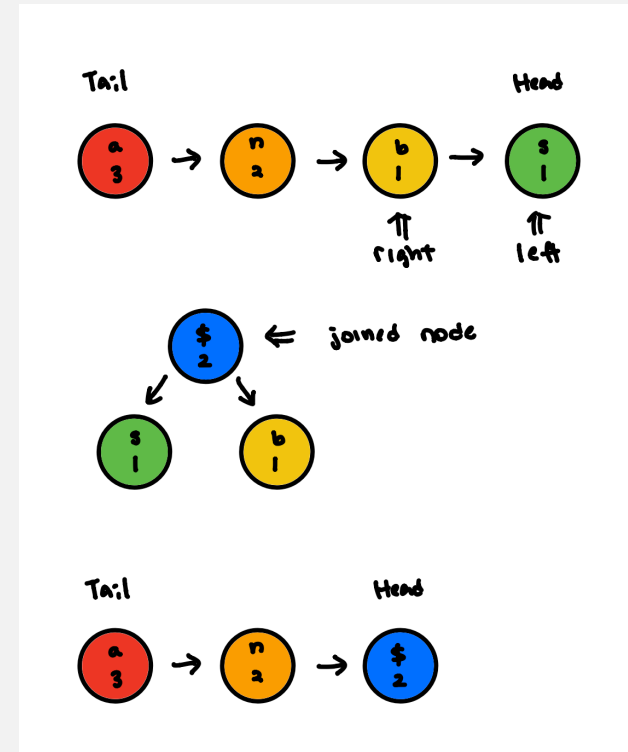 Tail Head
a n b s
3 2 1 1
right left
$ joined node
2
s b
1 1
Tail Head
a n $
3 2 2